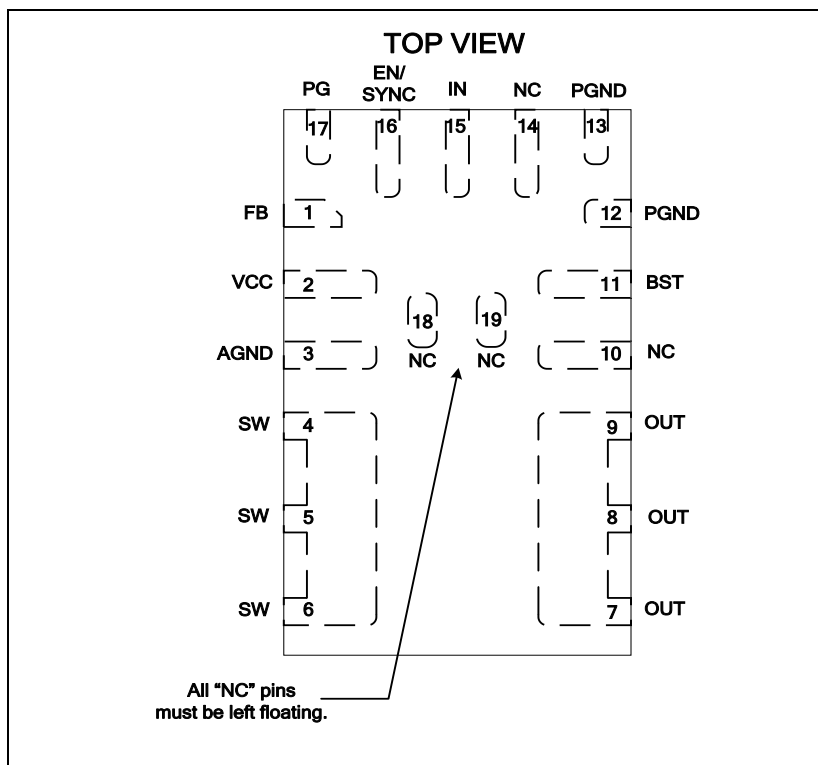 TOP VIEW
PG
EN/
SYNC
IN
NC
PGND
17
16
15
14
13
FB
1
12
PGND
VCC
2
11
BST
18
19
AGND
3
NC
NC
10
NC
SW
4
9
OUT
SW
5
8
OUT
SW
6
7
OUT
All “NC” pins
must be left floating.